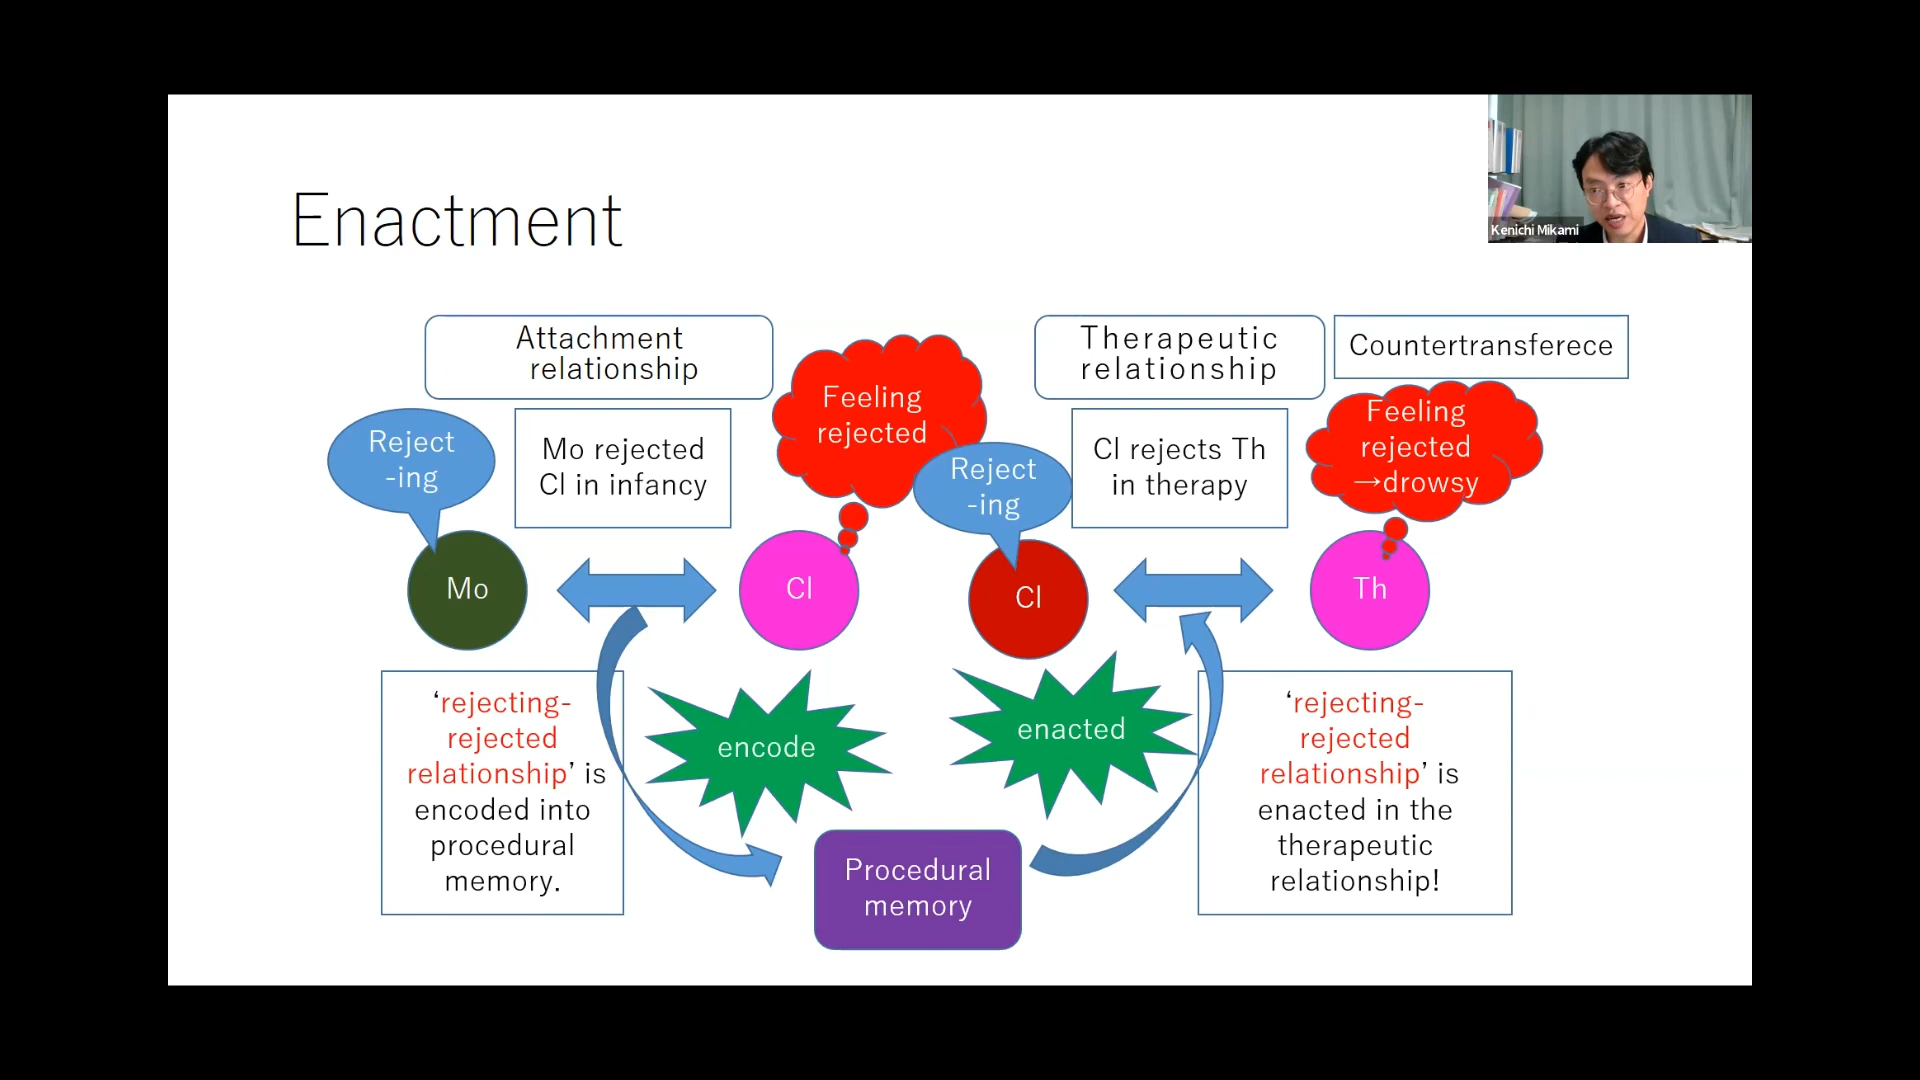 Kenichi Mikami
Enactment
Attachment
relationship
Therapeutic
relationship
Countertransferece
Reject
-ing
Mo rejected
Cl in infancy
Feeling
rejected
Reject
-ing
Cl rejects Th
in therapy
Feeling
rejected
→drowsy
Mo
Cl
Cl
Th
‘rejecting-
rejected
relationship’ is
encoded into
procedural
memory.
encode
enacted
‘rejecting-
rejected
relationship’ is
enacted in the
therapeutic
relationship!
Procedural
memory